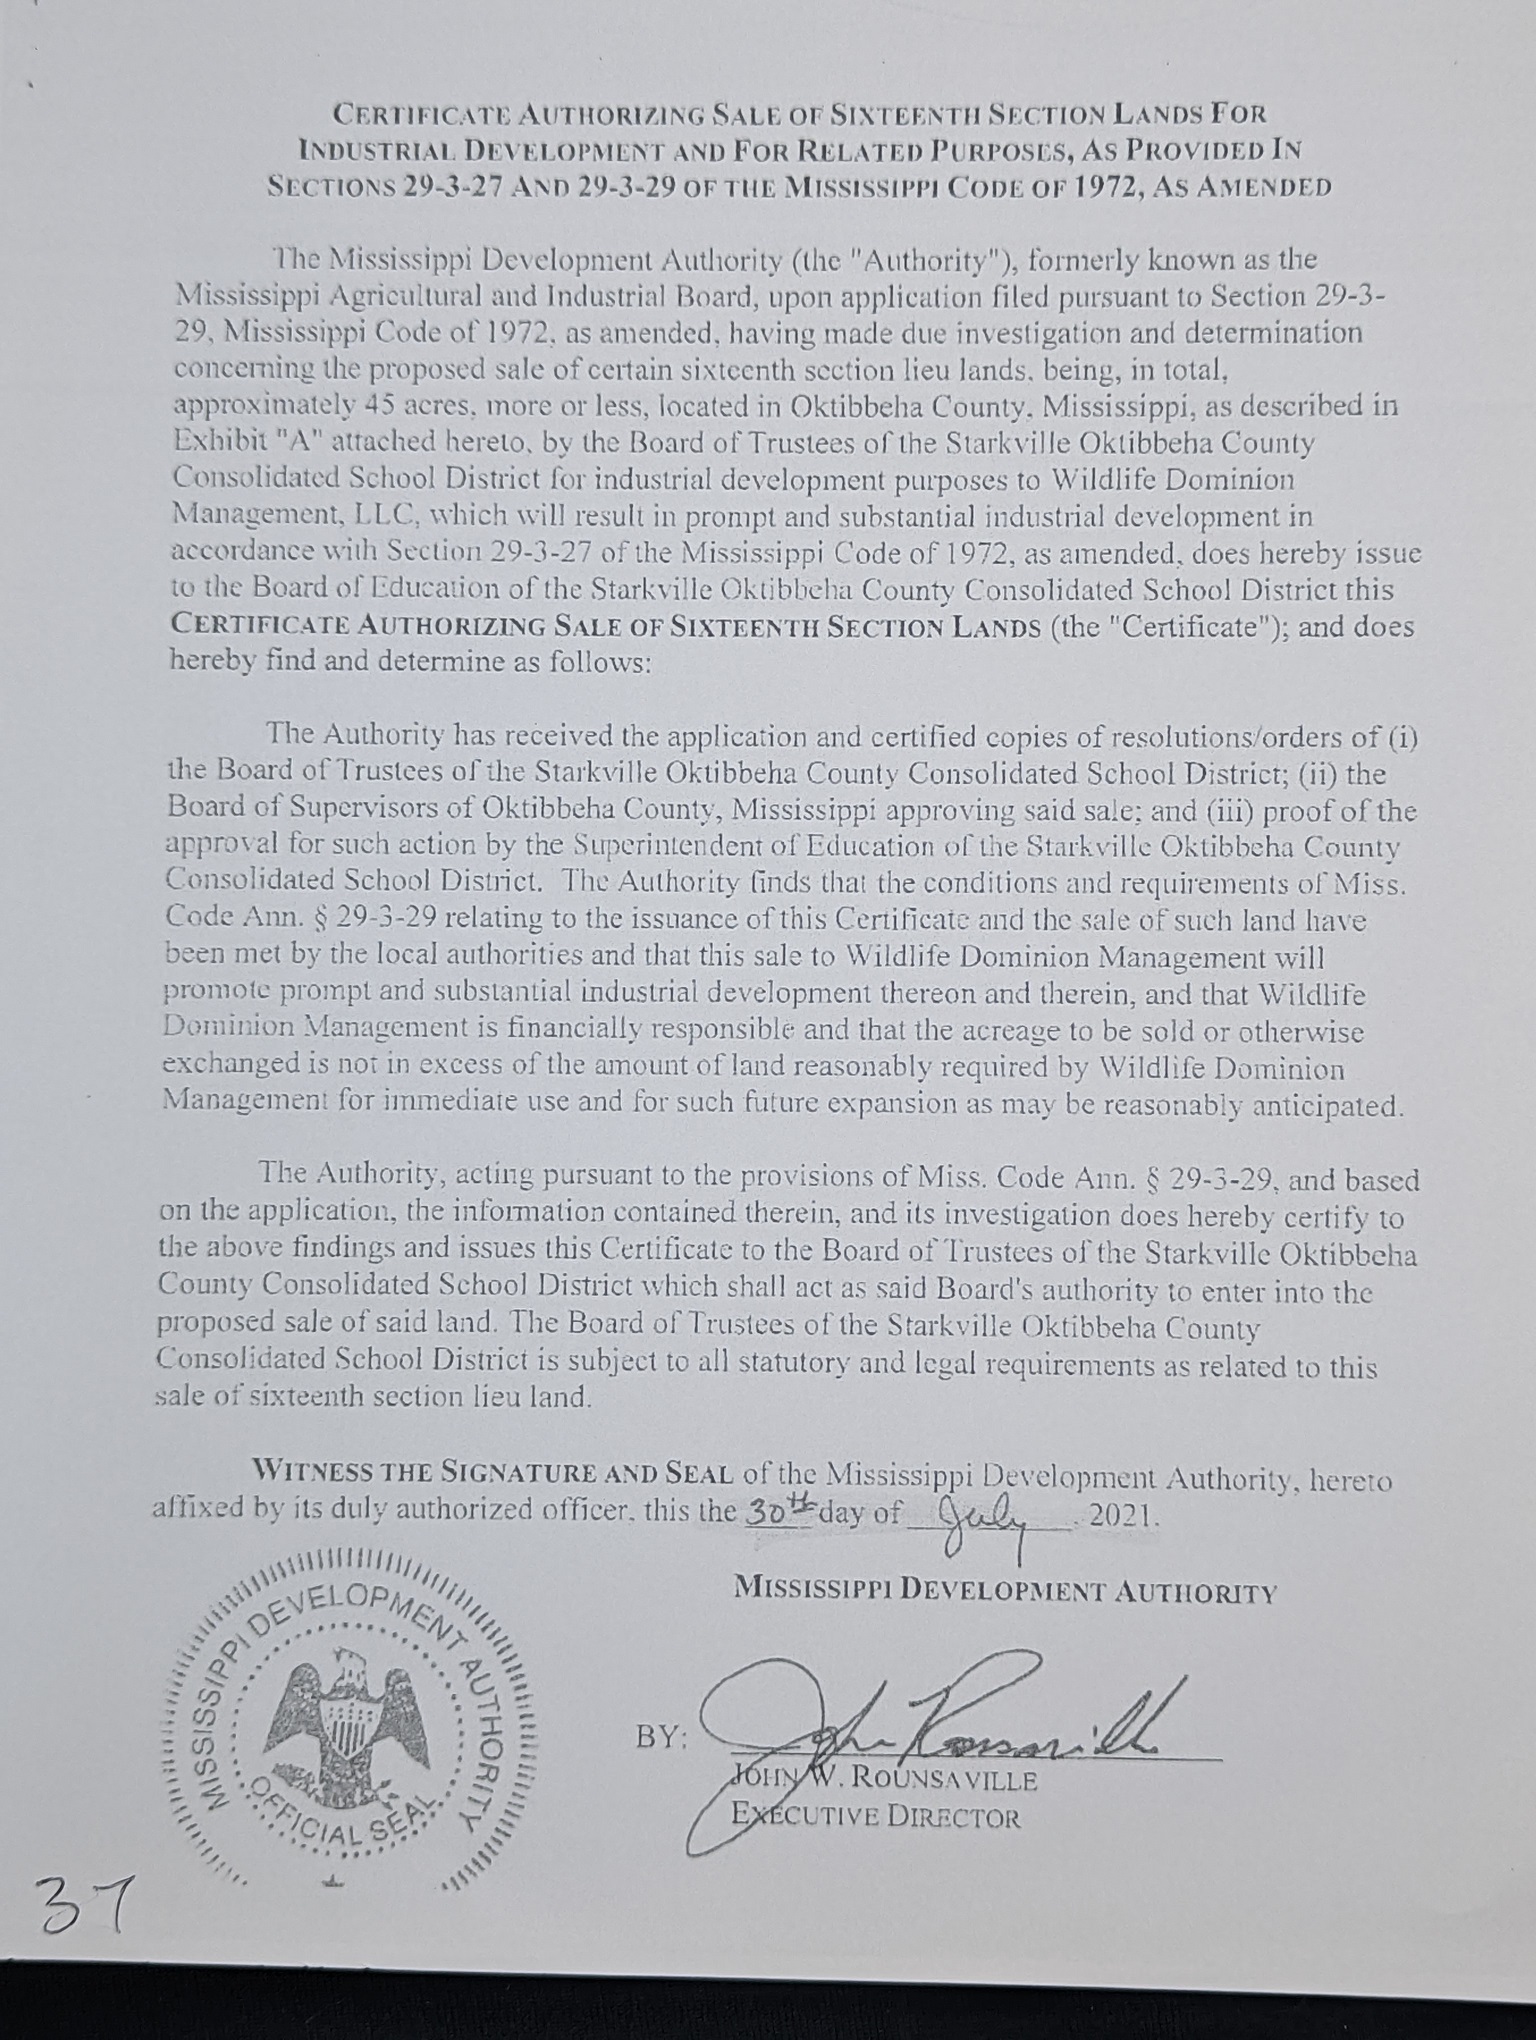 CERTIFICATE AUTHORIZING SALE OF SIXTEENTH SECTION LANDS FOR
INDUSTRIAL DEVELOPMENT AND FOR RELATED PURPOSES, AS PROVIDED IN
SECTIONS 29-3-27 AND 29-3-29 OF THE MISSISSIPPI CODE OF 1972, AS AMENDED
The Mississippi Development Authority (the "Authority"), formerly known as the
Mississippi Agricultural and Industrial Board, upon application filed pursuant to Section 29-3-
29, Mississippi Code of 1972, as amended, having made due investigation and determination
concerning the proposed sale of certain sixteenth section lieu lands, being, in total,
approximately 45 acres, more or less, located in Oktibbeha County, Mississippi, as described in
Exhibit "A" attached hereto, by the Board of Trustees of the Starkville Oktibbeha County
Consolidated School District for industrial development purposes to Wildlife Dominion
Management, LLC, which will result in prompt and substantial industrial development in
accordance with Section 29-3-27 of the Mississippi Code of 1972, as amended, does hereby issue
to the Board of Education of the Starkville Oktibbeha County Consolidated School District this
CERTIFICATE AUTHORIZING SALE OF SIXTEENTH SECTION LANDS (the "Certificate"); and does
hereby find and determine as follows:
The Authority has received the application and certified copies of resolutions/orders of (i)
the Board of Trustees of the Starkville Oktibbeha County Consolidated School District; (ii) the
Board of Supervisors of Oktibbeha County, Mississippi approving said sale; and (iii) proof of the
approval for such action by the Superintendent of Education of the Starkville Oktibbeha County
Consolidated School District. The Authority finds that the conditions and requirements of Miss.
Code Ann. § 29-3-29 relating to the issuance of this Certificate and the sale of such land have
been met by the local authorities and that this sale to Wildlife Dominion Management will
promote prompt and substantial industrial development thereon and therein, and that Wildlife
Dominion Management is financially responsible and that the acreage to be sold or otherwise
exchanged is not in excess of the amount of land reasonably required by Wildlife Dominion
Management for immediate use and for such future expansion as may be reasonably anticipated.
The Authority, acting pursuant to the provisions of Miss. Code Ann. § 29-3-29, and based
on the application, the information contained therein, and its investigation does hereby certify to
the above findings and issues this Certificate to the Board of Trustees of the Starkville Oktibbeha
County Consolidated School District which shall act as said Board's authority to enter into the
proposed sale of said land. The Board of Trustees of the Starkville Oktibbeha County
Consolidated School District is subject to all statutory and legal requirements as related to this
sale of sixteenth section lieu land.
WITNESS THE SIGNATURE AND SEAL of the Mississippi Development Authority, hereto
affixed by its duly authorized officer, this the 30th day of July, 2021.
MISSISSIPPI DEVELOPMENT AUTHORITY
MISSISSIPPI DEVELOPMENT AUTHORITY
OFFICIAL SEAL
BY: John Rounsaville
JOHN W. ROUNSAVILLE
EXECUTIVE DIRECTOR
37